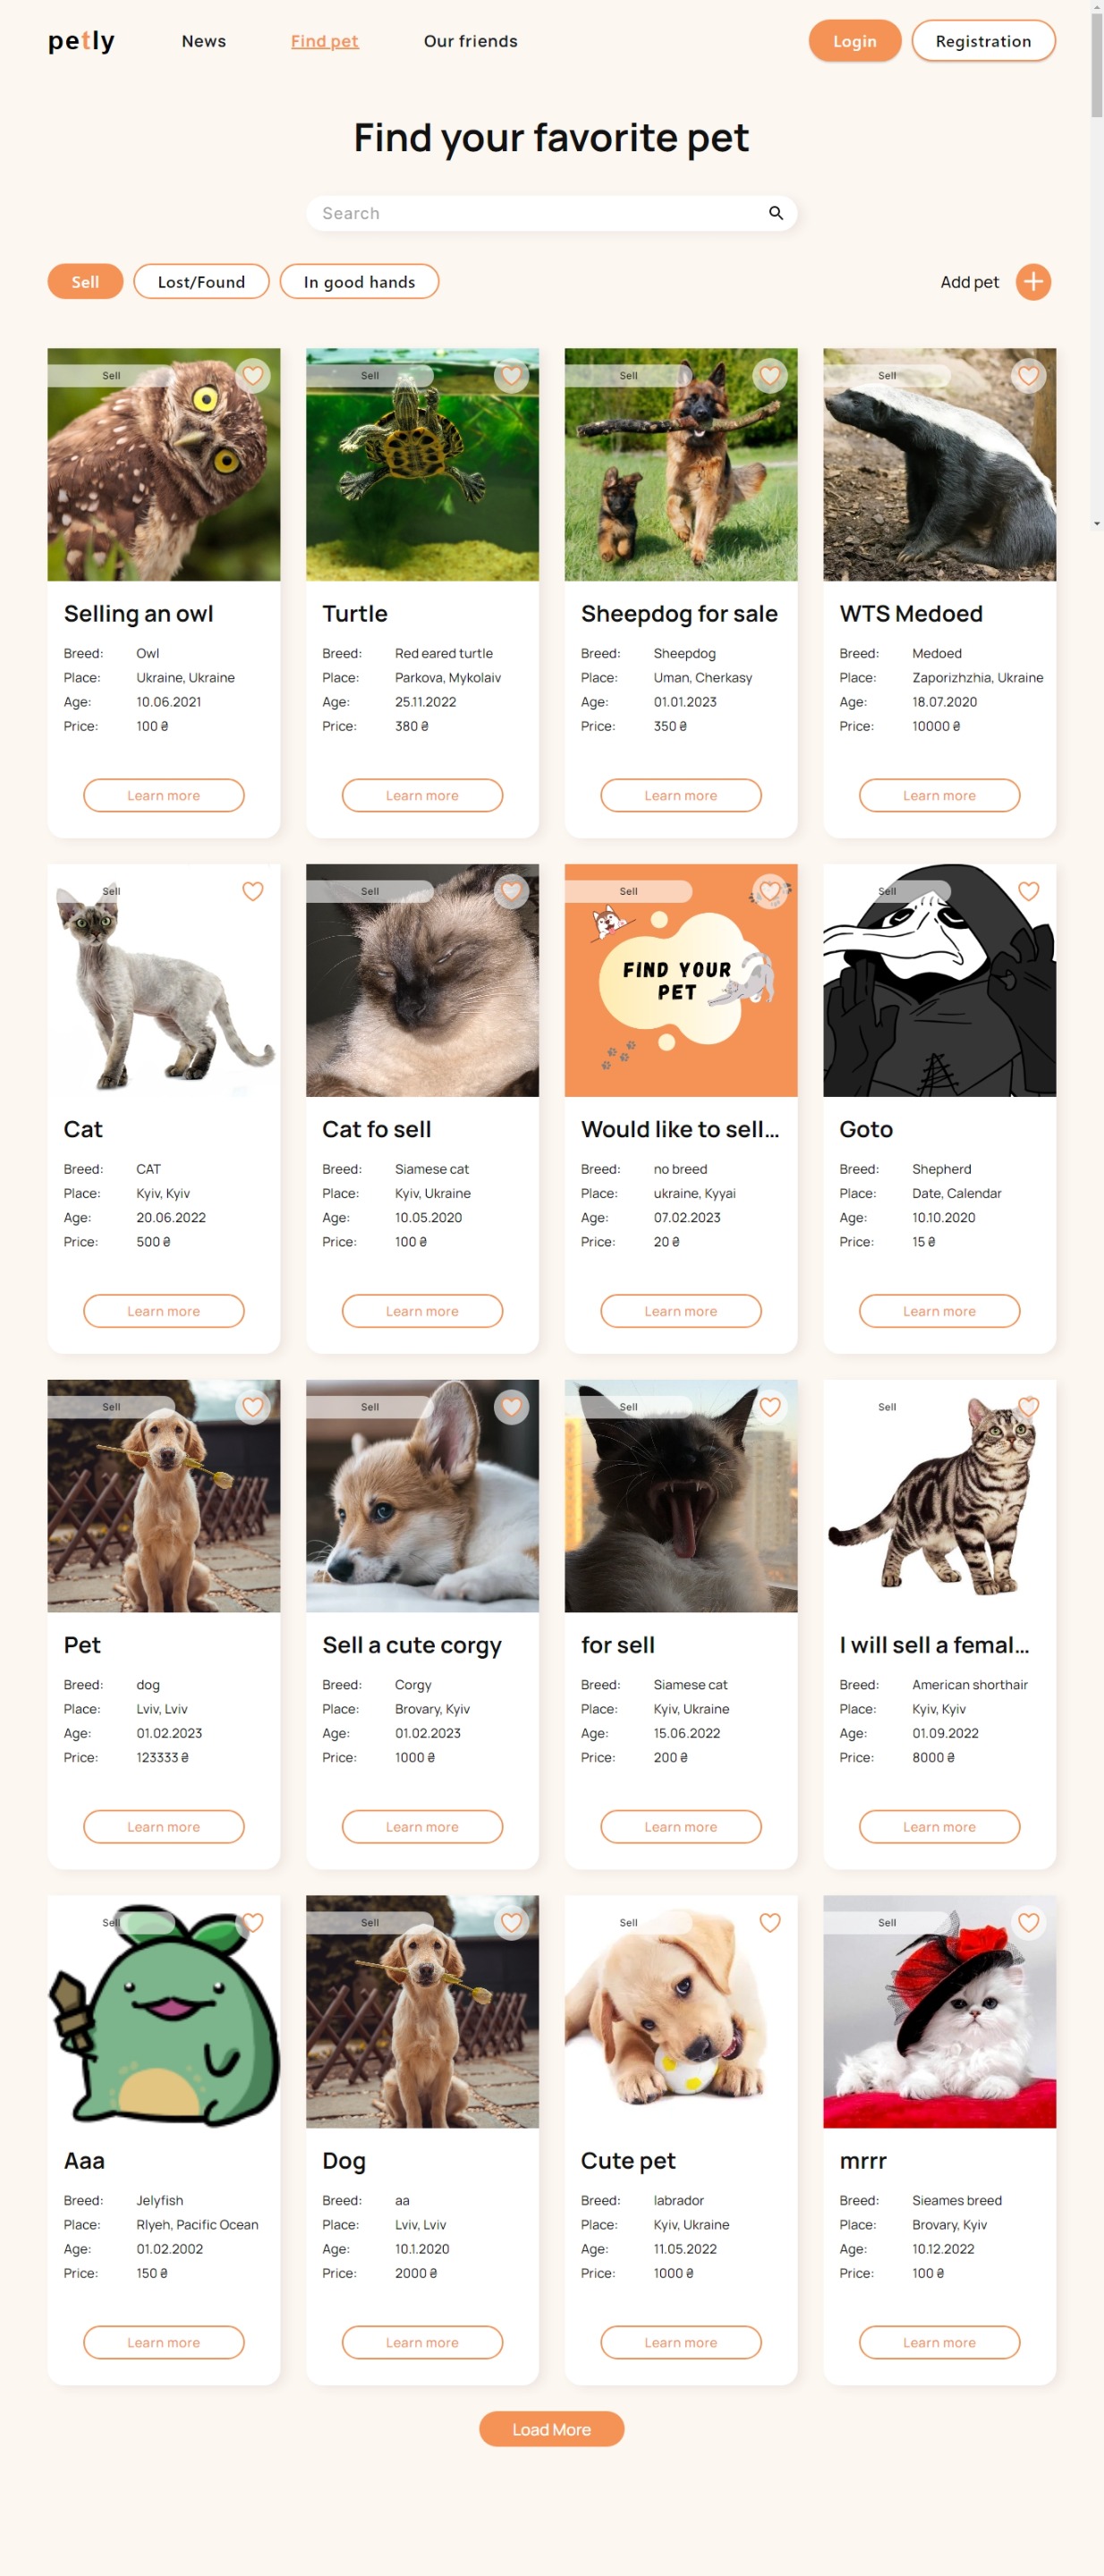 petly News Find pet Our friends Login Registration
Find your favorite pet
Search
Sell Lost/Found In good hands Add pet
Sell
Selling an owl
Breed: Owl
Place: Ukraine, Ukraine
Age: 10.06.2021
Price: 100 ₴
Learn more
Sell
Turtle
Breed: Red eared turtle
Place: Parkova, Mykolaiv
Age: 25.11.2022
Price: 380 ₴
Learn more
Sell
Sheepdog for sale
Breed: Sheepdog
Place: Uman, Cherkasy
Age: 01.01.2023
Price: 350 ₴
Learn more
Sell
WTS Medoed
Breed: Medoed
Place: Zaporizhzhia, Ukraine
Age: 18.07.2020
Price: 10000 ₴
Learn more
Sell
Cat
Breed: CAT
Place: Kyiv, Kyiv
Age: 20.06.2022
Price: 500 ₴
Learn more
Sell
Cat fo sell
Breed: Siamese cat
Place: Kyiv, Ukraine
Age: 10.05.2020
Price: 100 ₴
Learn more
Sell
FIND YOUR
PET
Would like to sell...
Breed: no breed
Place: ukraine, Kyyai
Age: 07.02.2023
Price: 20 ₴
Learn more
Sell
Goto
Breed: Shepherd
Place: Date, Calendar
Age: 10.10.2020
Price: 15 ₴
Learn more
Sell
Pet
Breed: dog
Place: Lviv, Lviv
Age: 01.02.2023
Price: 123333 ₴
Learn more
Sell
Sell a cute corgy
Breed: Corgy
Place: Brovary, Kyiv
Age: 01.02.2023
Price: 1000 ₴
Learn more
Sell
for sell
Breed: Siamese cat
Place: Kyiv, Ukraine
Age: 15.06.2022
Price: 200 ₴
Learn more
Sell
I will sell a femal...
Breed: American shorthair
Place: Kyiv, Kyiv
Age: 01.09.2022
Price: 8000 ₴
Learn more
Sell
Aaa
Breed: Jelyfish
Place: Rlyeh, Pacific Ocean
Age: 01.02.2002
Price: 150 ₴
Learn more
Sell
Dog
Breed: aa
Place: Lviv, Lviv
Age: 10.1.2020
Price: 2000 ₴
Learn more
Sell
Cute pet
Breed: labrador
Place: Kyiv, Ukraine
Age: 11.05.2022
Price: 1000 ₴
Learn more
Sell
mrrr
Breed: Sieames breed
Place: Brovary, Kyiv
Age: 10.12.2022
Price: 100 ₴
Learn more
Load More